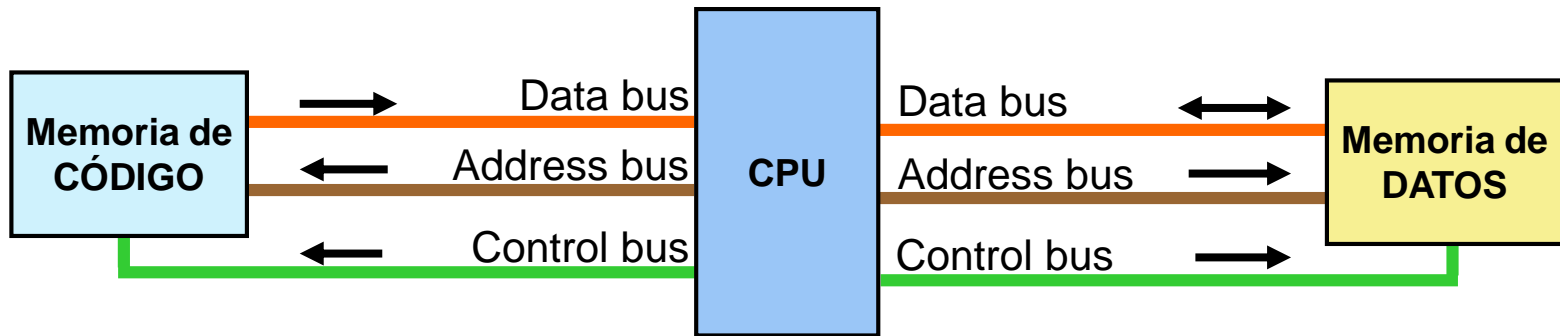 Memoria de
CÓDIGO
Data bus
Address bus
Control bus
CPU
Data bus
Address bus
Control bus
Memoria de
DATOS